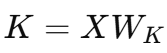 K = XW_K